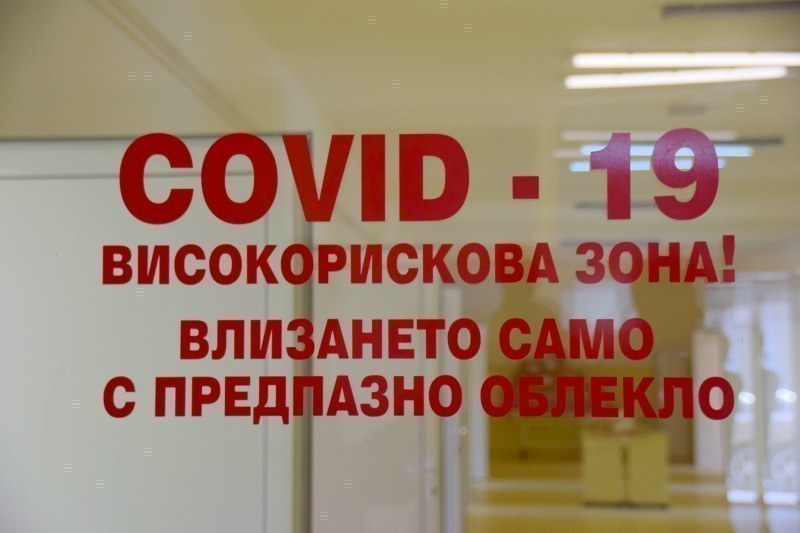 COVID - 19
ВИСОКОРИСКОВА ЗОНА!
ВЛИЗАНЕТО САМО
С ПРЕДПАЗНО ОБЛЕКЛО